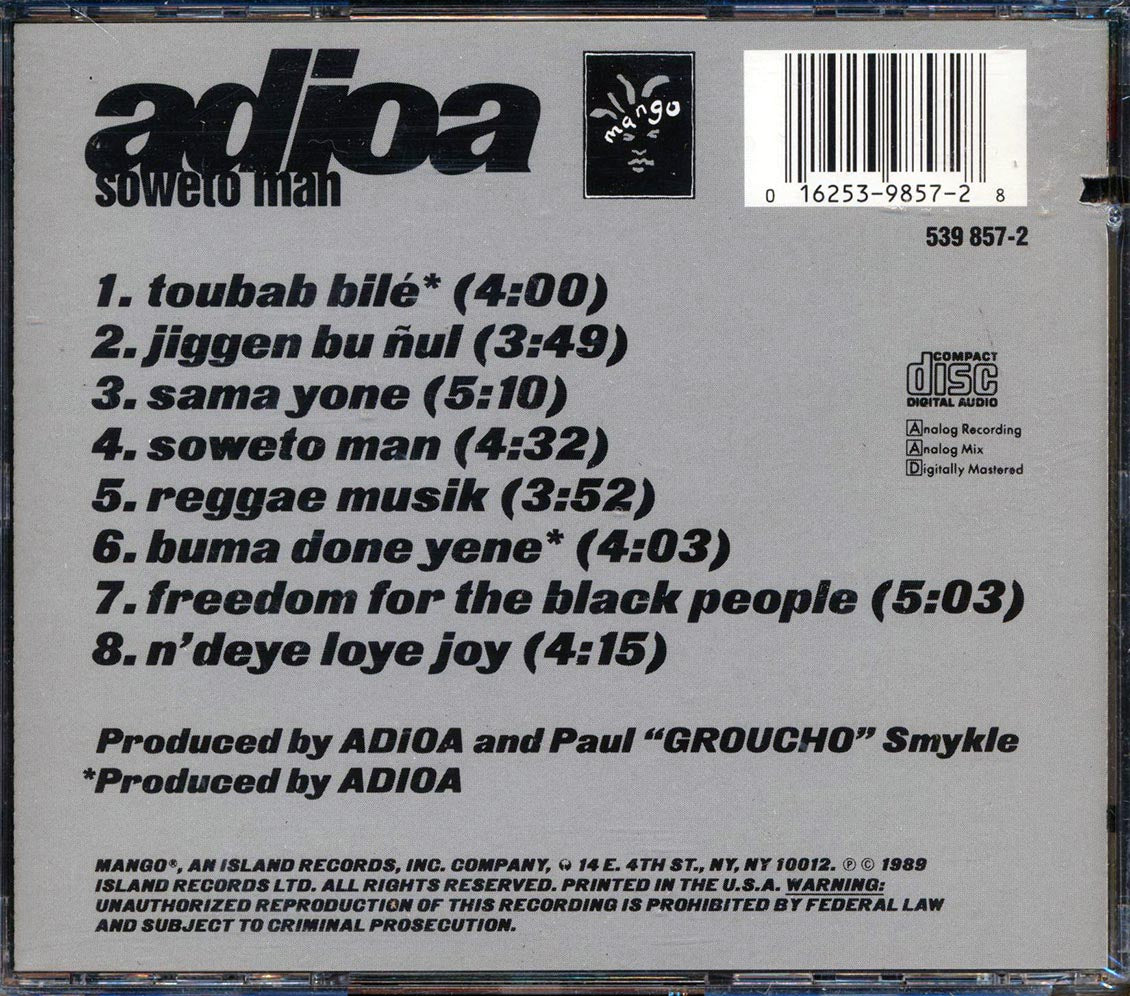 adioa
soweto man
mango
0 16253-9857-2 8
539 857-2
1. toubab bilé* (4:00)
2. jiggen bu ñul (3:49)
3. sama yone (5:10)
4. soweto man (4:32)
5. reggae musik (3:52)
6. buma done yene* (4:03)
7. freedom for the black people (5:03)
8. n'deye loye joy (4:15)
COMPACT
disc
DIGITAL AUDIO
Analog Recording
Analog Mix
Digitally Mastered
Produced by ADiOA and Paul “GROUCHO” Smykle
*Produced by ADIOA
MANGO®, AN ISLAND RECORDS, INC. COMPANY, 14 E. 4TH ST., NY, NY 10012. ℗ © 1989
ISLAND RECORDS LTD. ALL RIGHTS RESERVED. PRINTED IN THE U.S.A. WARNING:
UNAUTHORIZED REPRODUCTION OF THIS RECORDING IS PROHIBITED BY FEDERAL LAW
AND SUBJECT TO CRIMINAL PROSECUTION.